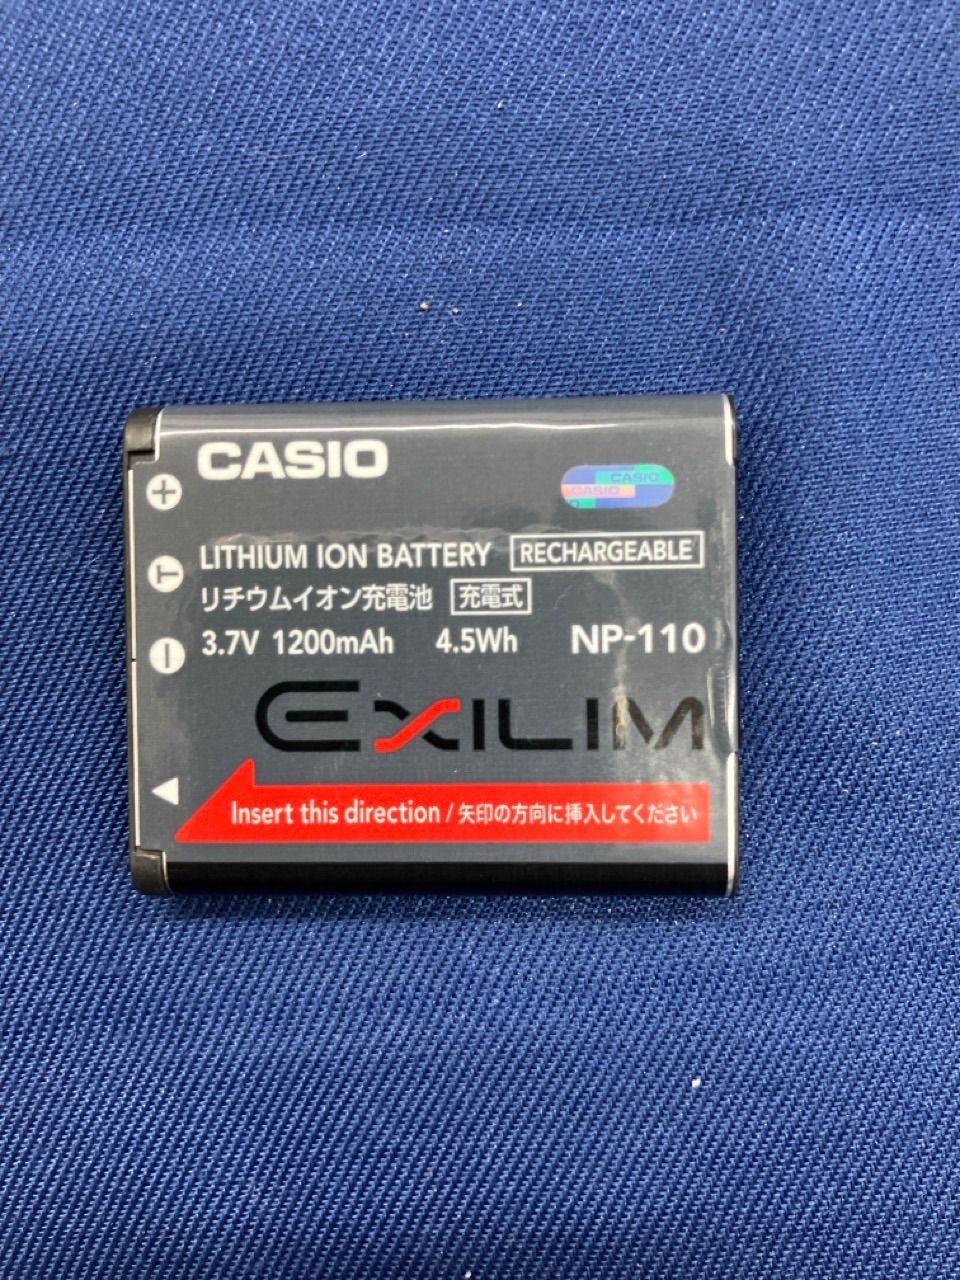 CASIO
CASIO
CASIO
LITHIUM ION BATTERY RECHARGEABLE
リチウムイオン充電池 充電式
3.7V 1200mAh 4.5Wh NP-110
EXILIM
Insert this direction / 矢印の方向に挿入してください